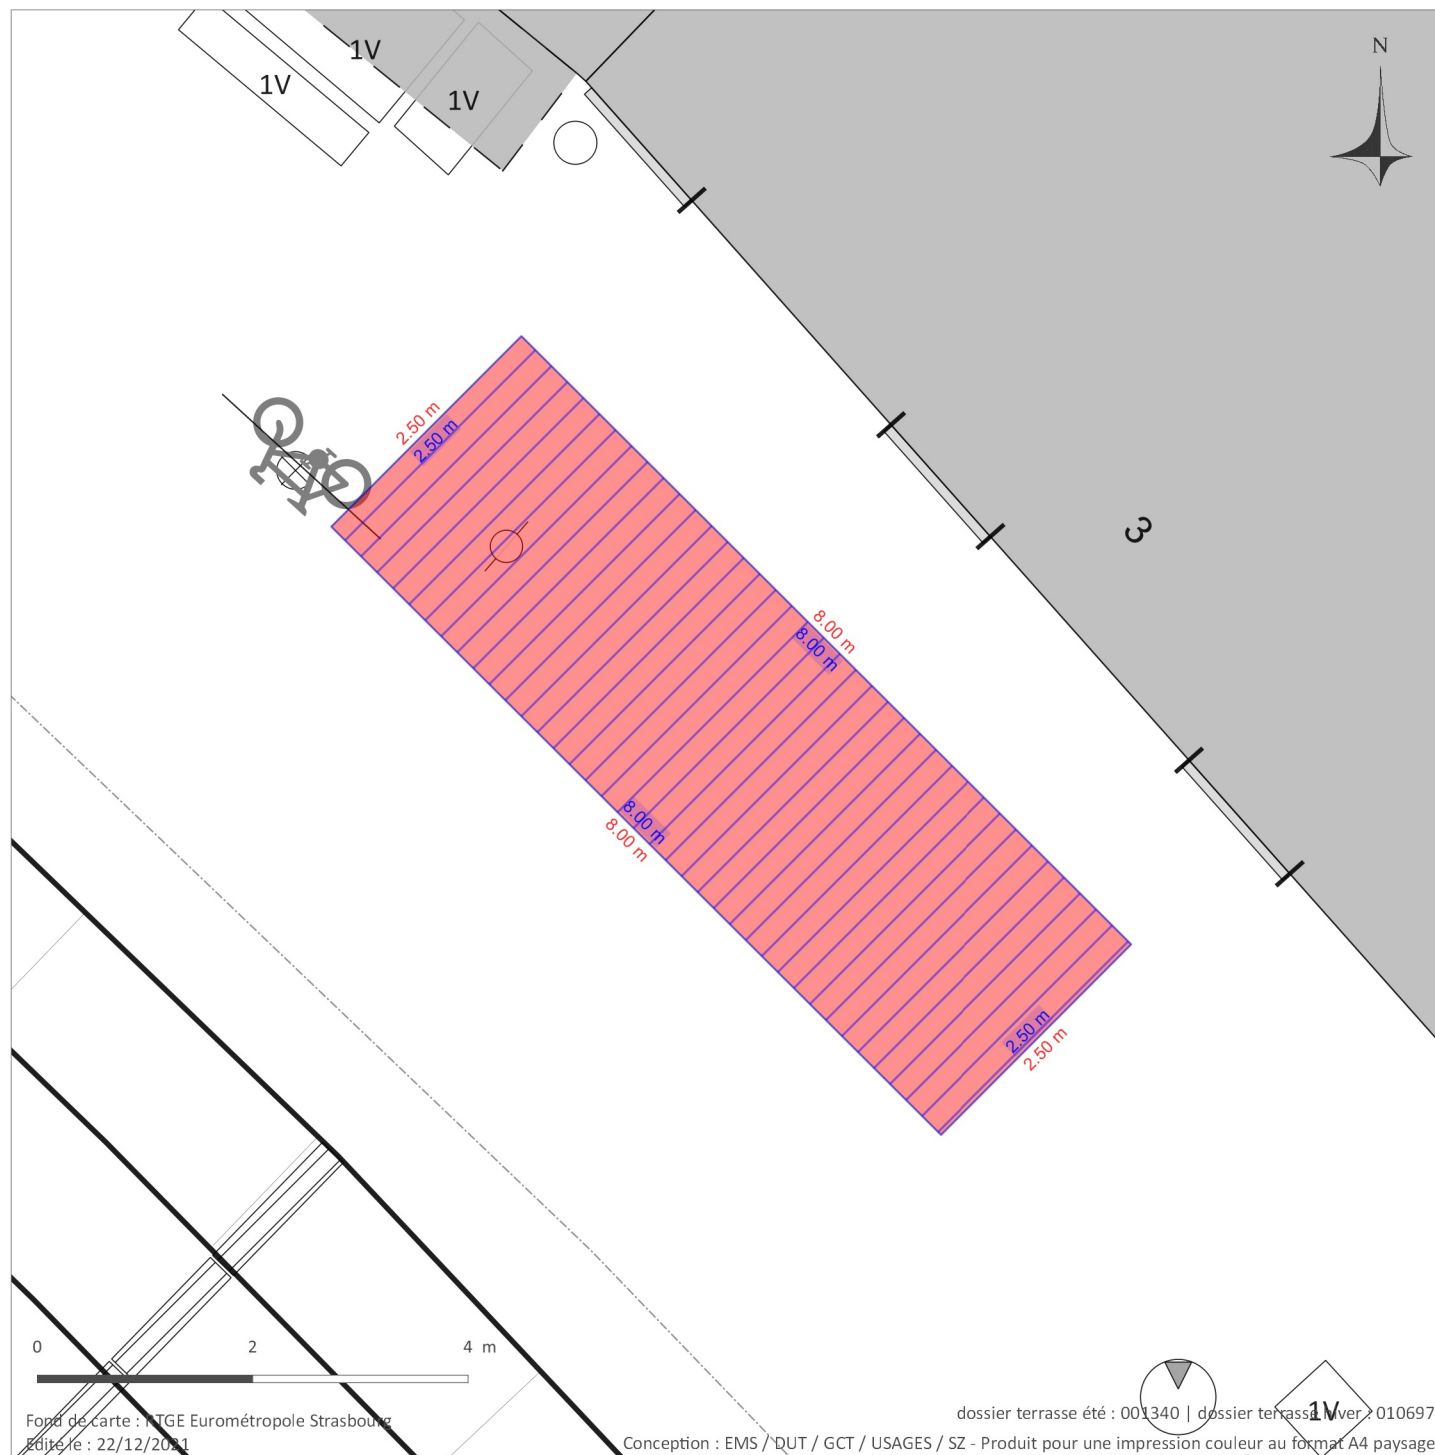 1V
1V
1V
N
2.50 m
2.50 m
3
8.00 m
8.00 m
8.00 m
8.00 m
2.50 m
2.50 m
0 2 4 m
1V
Fond de carte : RTGE Eurométropole Strasbourg
Edité le : 22/12/2021
dossier terrasse été : 001340 | dossier terrasse hiver : 010697
Conception : EMS / DUT / GCT / USAGES / SZ - Produit pour une impression couleur au format A4 paysage